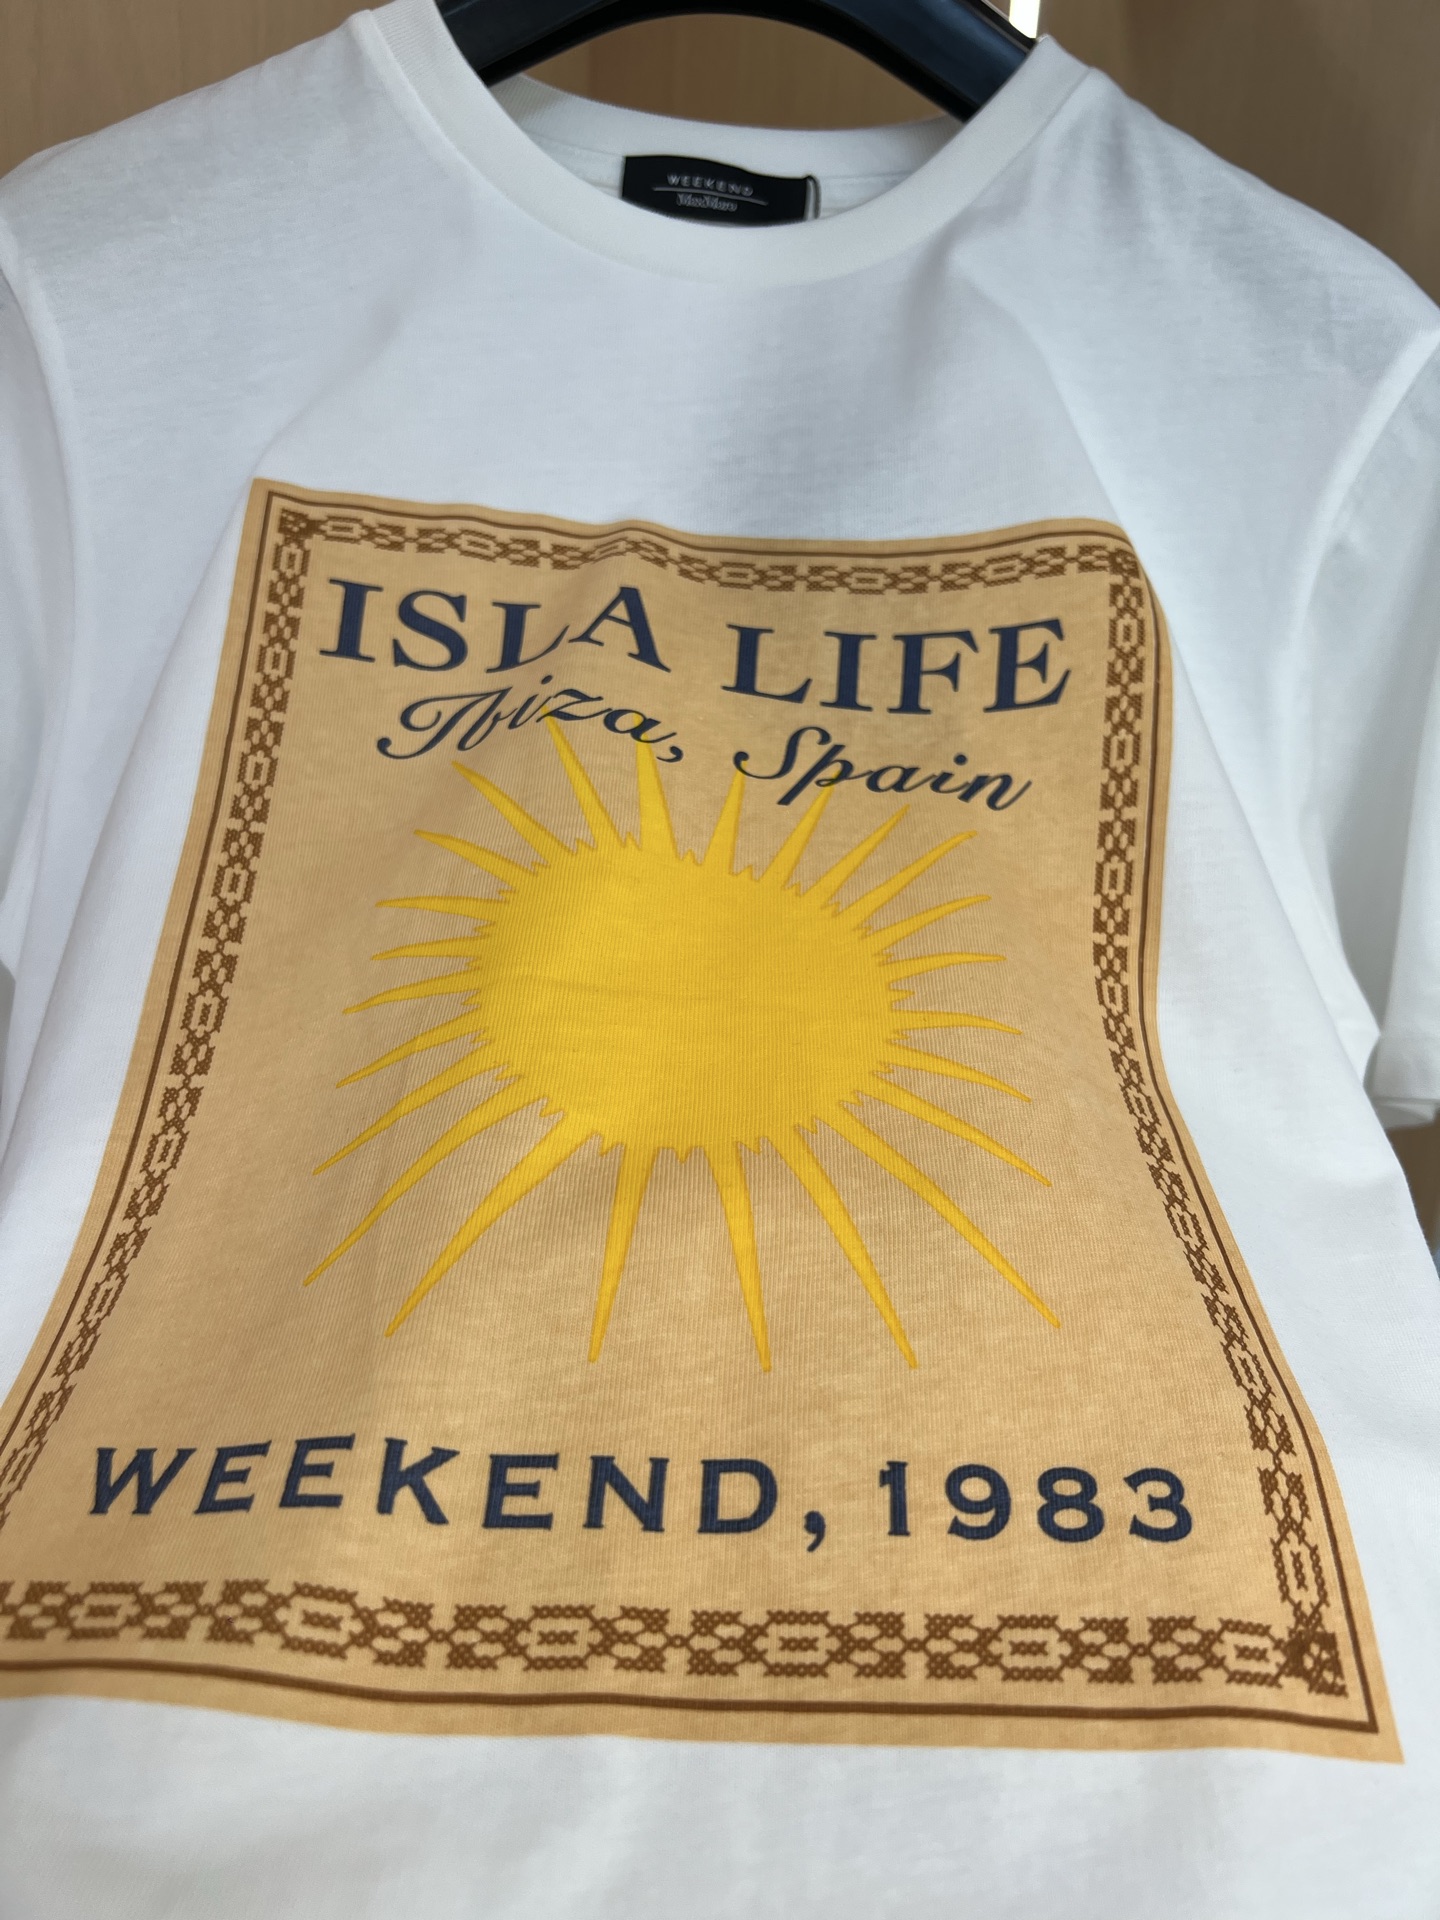 WEEKEND
MaxMara
ISLA LIFE
Ibiza, Spain
WEEKEND, 1983